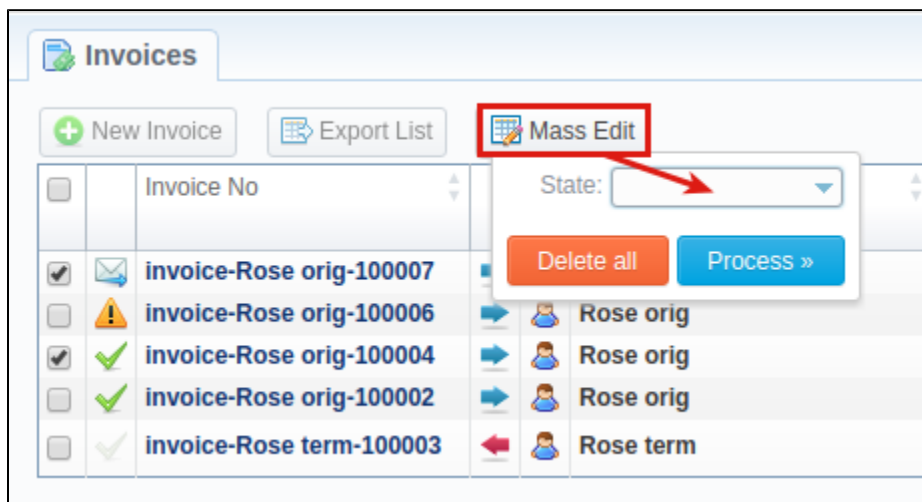 Invoices
New Invoice Export List Mass Edit
Invoice No
State:
Delete all Process »
invoice-Rose orig-100007
invoice-Rose orig-100006 Rose orig
invoice-Rose orig-100004 Rose orig
invoice-Rose orig-100002 Rose orig
invoice-Rose term-100003 Rose term